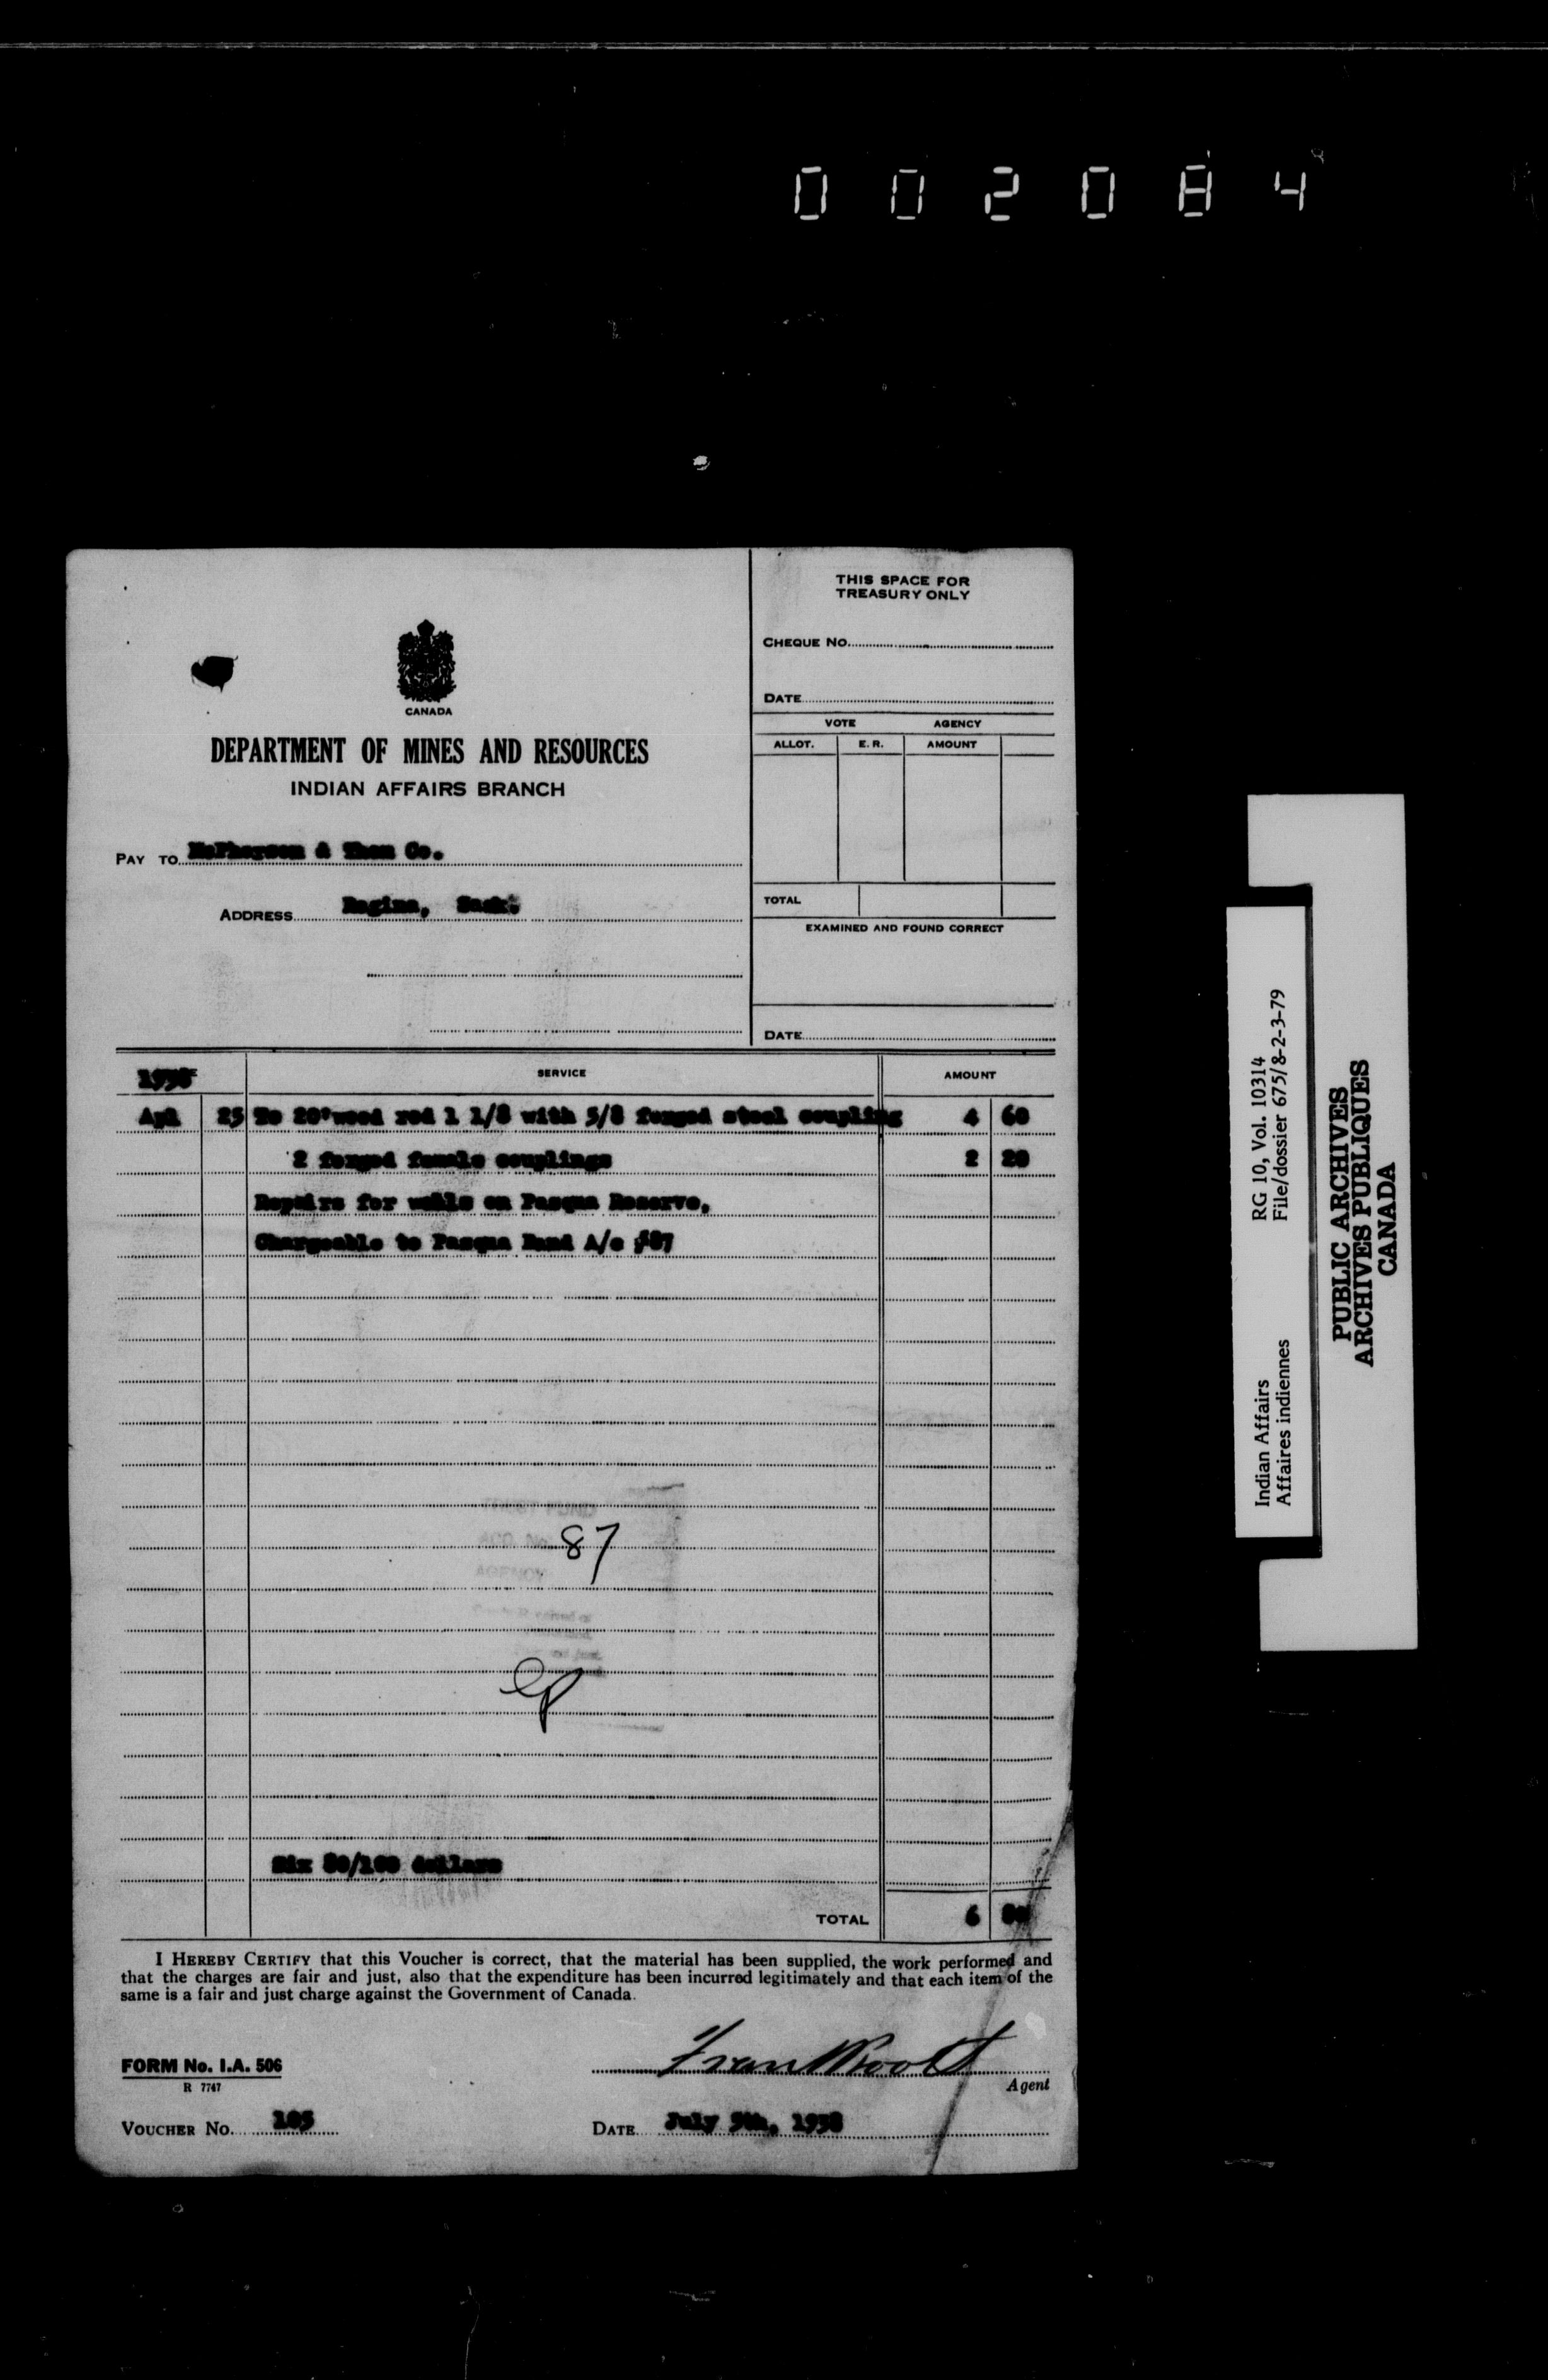 002084
THIS SPACE FOR
TREASURY ONLY
CHEQUE No.
DATE
VOTE AGENCY
ALLOT. E. R. AMOUNT
TOTAL
EXAMINED AND FOUND CORRECT
DATE
CANADA
DEPARTMENT OF MINES AND RESOURCES
INDIAN AFFAIRS BRANCH
PAY TO McPherson & Thom Co.
ADDRESS Regina, Sask.
1938 SERVICE AMOUNT
Apl 25 To 20' wood rod 1 1/8 with 5/8 forged steel coupling 4 60
2 forged female couplings 2 20
Repairs for wells on Pasqua Reserve,
Chargeable to Pasqua Band A/c #87
87
AGENCY
Six 80/100 dollars
TOTAL 6 80
I HEREBY CERTIFY that this Voucher is correct, that the material has been supplied, the work performed and
that the charges are fair and just, also that the expenditure has been incurred legitimately and that each item of the
same is a fair and just charge against the Government of Canada.
FORM No. I.A. 506
R 7747
Agent
VOUCHER No. 105 DATE July 5th, 1938
Indian Affairs RG 10, Vol. 10314
Affaires indiennes File/dossier 675/8-2-3-79
PUBLIC ARCHIVES
ARCHIVES PUBLIQUES
CANADA